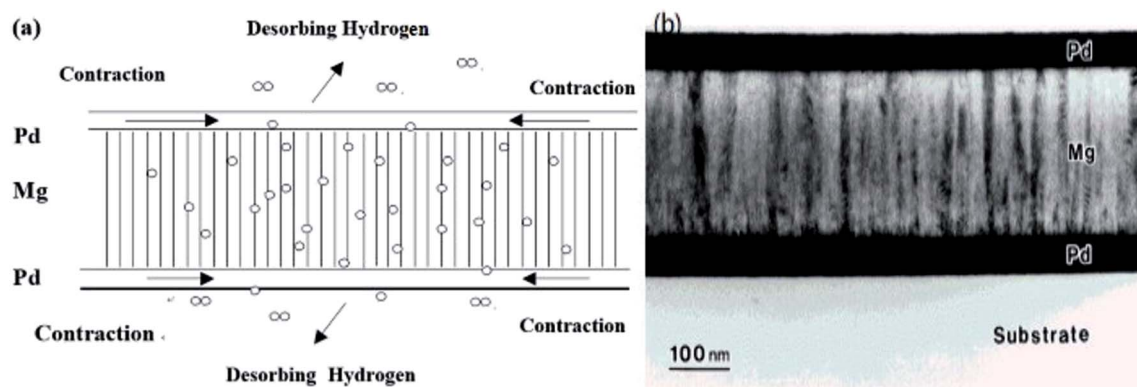 (a)
Desorbing Hydrogen
Contraction
Contraction
Pd
Mg
Pd
Contraction
Contraction
Desorbing Hydrogen
(b)
Pd
Mg
Pd
Substrate
100 nm